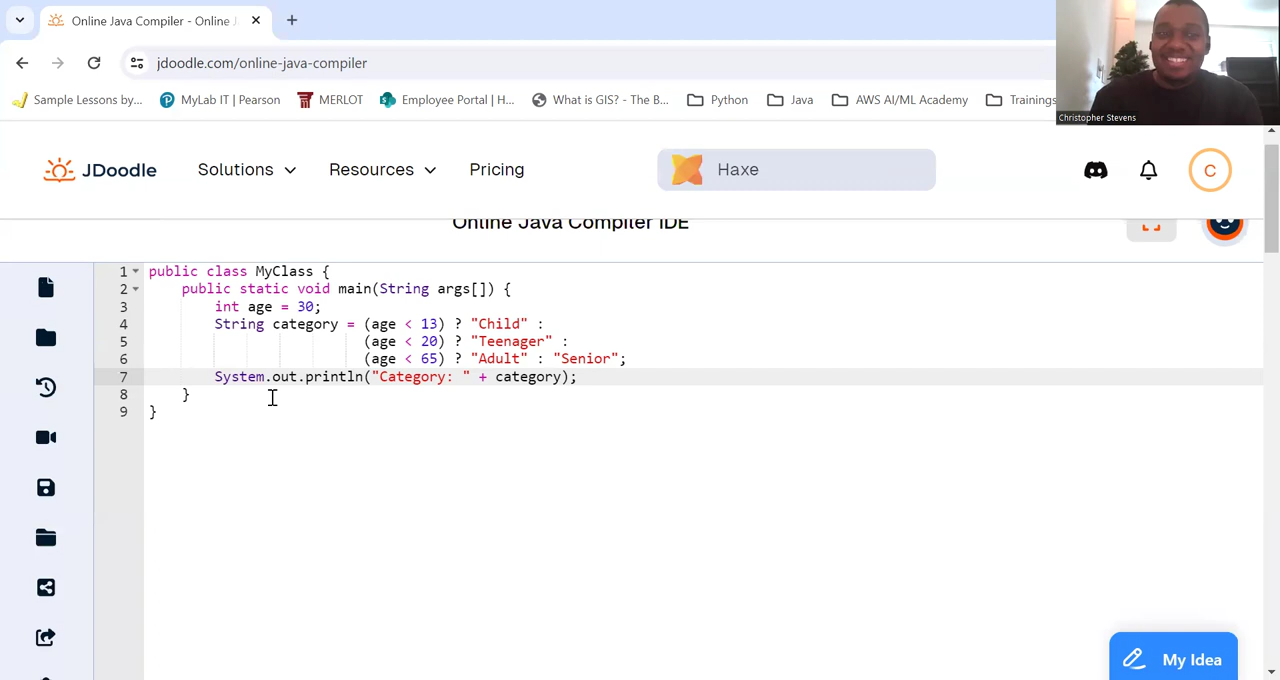 Online Java Compiler - Online J
jdoodle.com/online-java-compiler
Sample Lessons by... MyLab IT | Pearson MERLOT Employee Portal | H... What is GIS? - The B... Python Java AWS AI/ML Academy Trainings
Christopher Stevens
JDoodle Solutions Resources Pricing Haxe C
Online Java Compiler IDE
1 public class MyClass {
2 public static void main(String args[]) {
3 int age = 30;
4 String category = (age < 13) ? "Child" :
5 (age < 20) ? "Teenager" :
6 (age < 65) ? "Adult" : "Senior";
7 System.out.println("Category: " + category);
8 }
9 }
My Idea